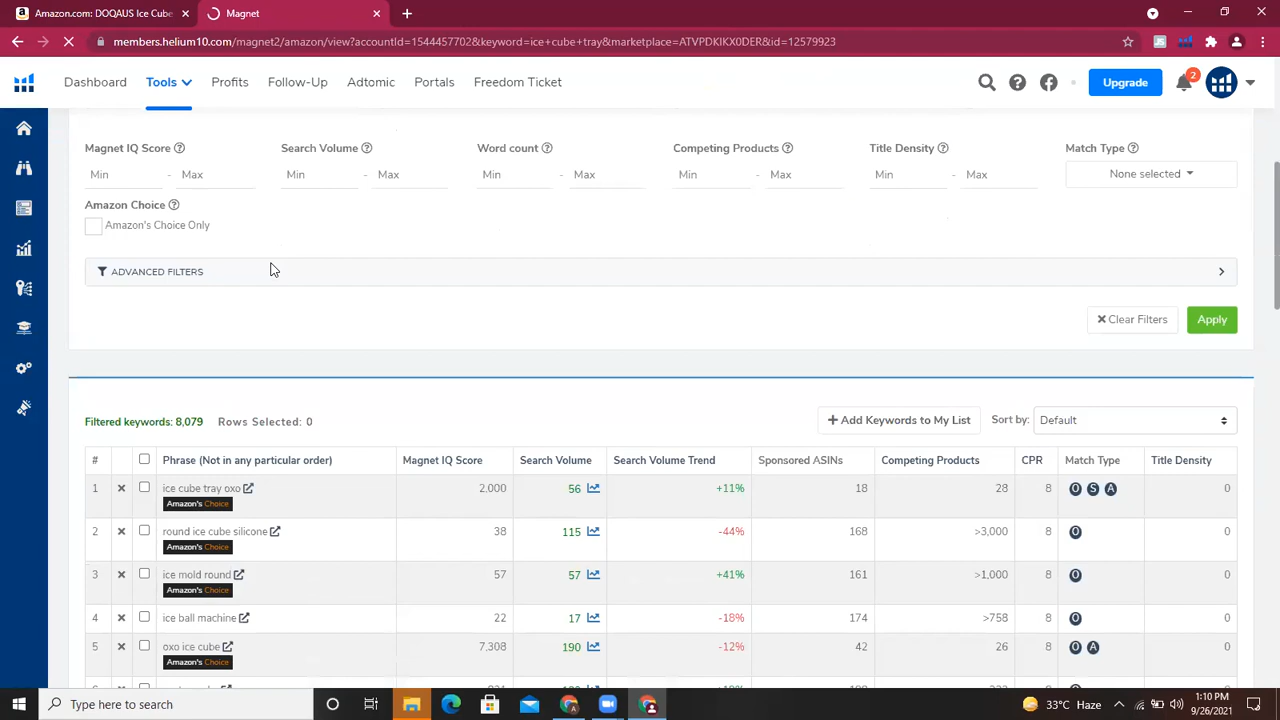 Amazon.com: DOQAUS Ice Cub
Magnet
members.helium10.com/magnet2/amazon/view?accountId=1544457702&keyword=ice+cube+tray&marketplace=ATVPDKIKX0DER&id=12579923
Dashboard Tools Profits Follow-Up Adtomic Portals Freedom Ticket Upgrade 2
Magnet IQ Score Search Volume Word count Competing Products Title Density Match Type
Min - Max Min - Max Min - Max Min - Max Min - Max None selected
Amazon Choice
Amazon's Choice Only
ADVANCED FILTERS
Clear Filters Apply
Filtered keywords: 8,079 Rows Selected: 0 + Add Keywords to My List Sort by: Default
# Phrase (Not in any particular order) Magnet IQ Score Search Volume Search Volume Trend Sponsored ASINs Competing Products CPR Match Type Title Density
1 ice cube tray oxo 2,000 56 +11% 18 28 8 O S A 0
Amazon's Choice
2 round ice cube silicone 38 115 -44% 168 >3,000 8 O 0
Amazon's Choice
3 ice mold round 57 57 +41% 161 >1,000 8 O 0
Amazon's Choice
4 ice ball machine 22 17 -18% 174 >758 8 O 0
5 oxo ice cube 7,308 190 -12% 42 26 8 O A 0
Amazon's Choice
Type here to search 33°C Haze 1:10 PM
9/26/2021